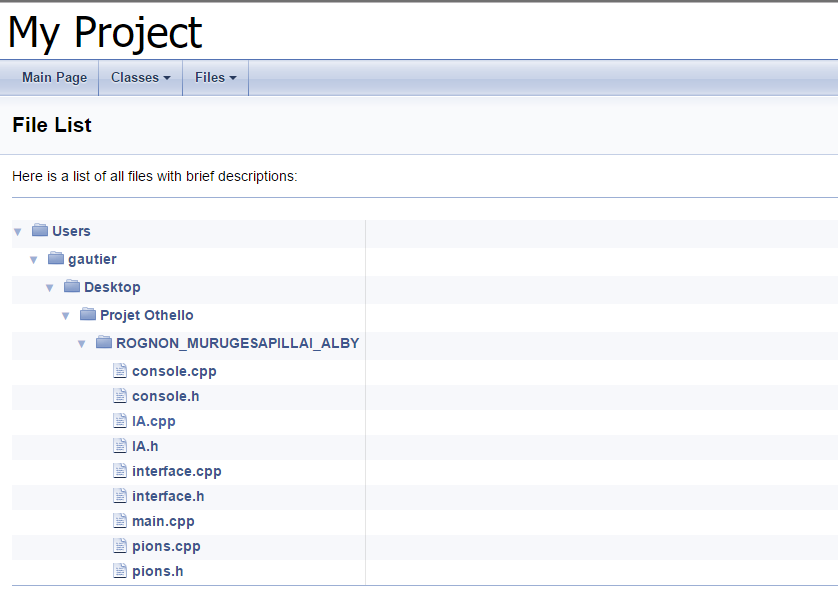 My Project
Main Page Classes Files
File List
Here is a list of all files with brief descriptions:
Users
gautier
Desktop
Projet Othello
ROGNON_MURUGESAPILLAI_ALBY
console.cpp
console.h
IA.cpp
IA.h
interface.cpp
interface.h
main.cpp
pions.cpp
pions.h